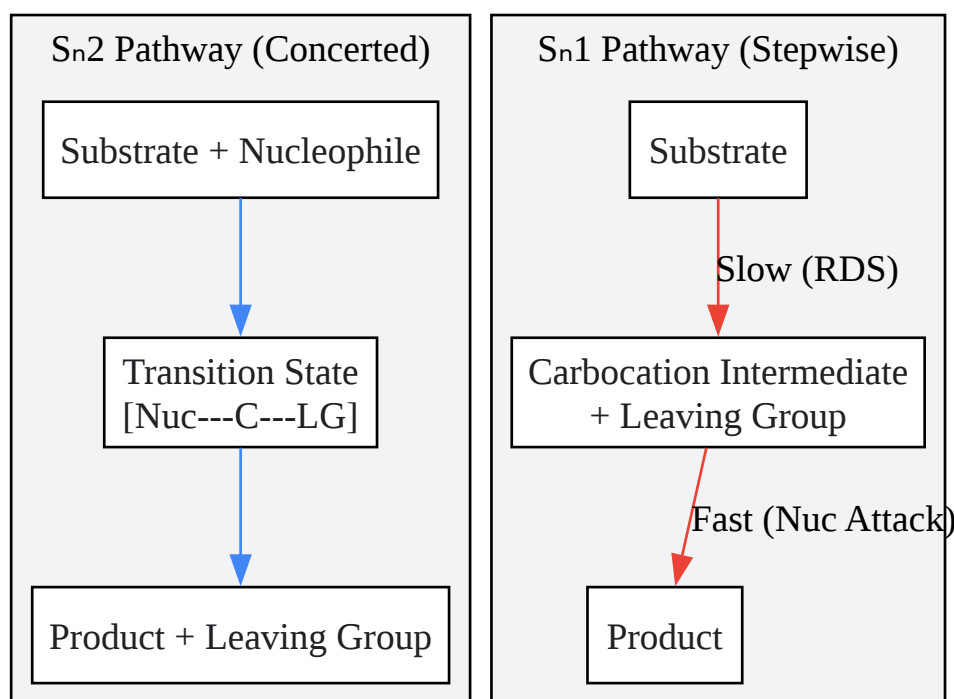 Sₙ2 Pathway (Concerted)
Substrate + Nucleophile
Transition State
[Nuc---C---LG]
Product + Leaving Group
Sₙ1 Pathway (Stepwise)
Substrate
Slow (RDS)
Carbocation Intermediate
+ Leaving Group
Fast (Nuc Attack)
Product